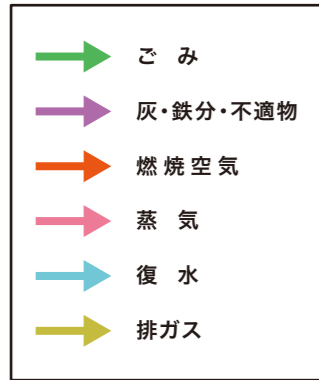 ごみ
灰・鉄分・不適物
燃焼空気
蒸気
復水
排ガス